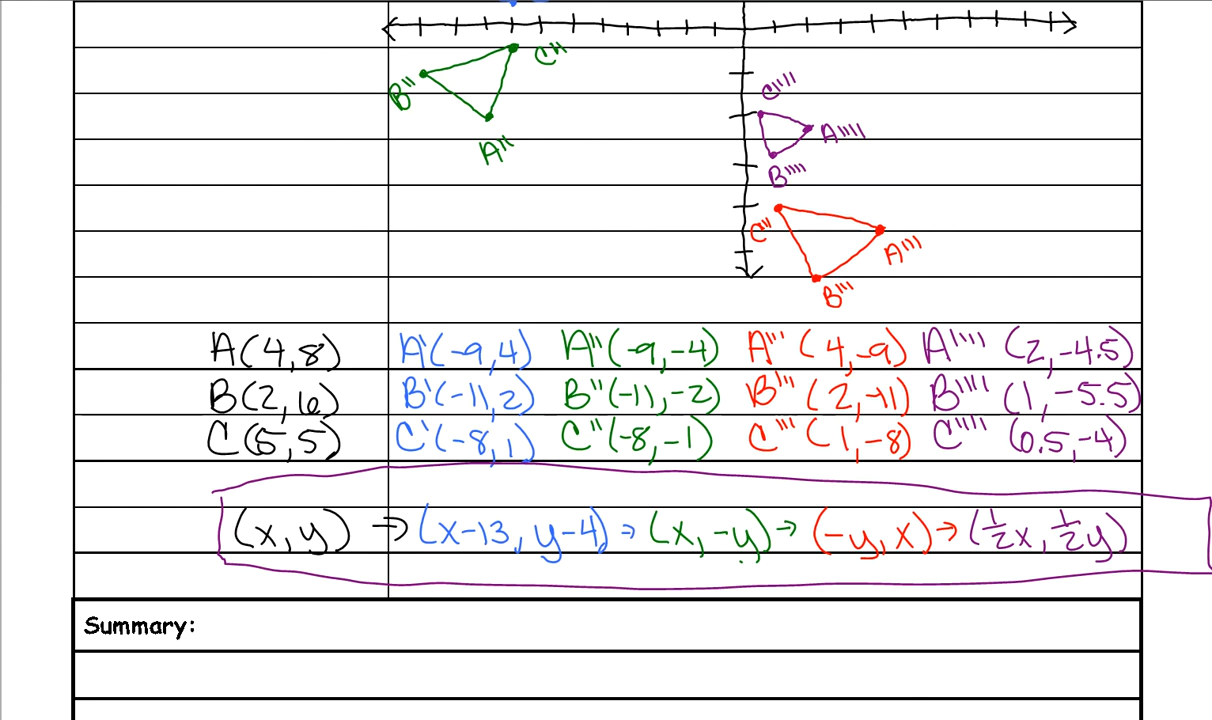 C''
B''
A''
C''''
A''''
B''''
C'''
A'''
B'''
A(4,8) A'(-9,4) A''(-9,-4) A'''(4,-9) A''''(2,-4.5)
B(2,6) B'(-11,2) B''(-11,-2) B'''(2,-11) B''''(1,-5.5)
C(5,5) C'(-8,1) C''(-8,-1) C'''(1,-8) C''''(0.5,-4)
(x,y) → (x-13, y-4) → (x,-y) → (-y,x) → (½x, ½y)
Summary: